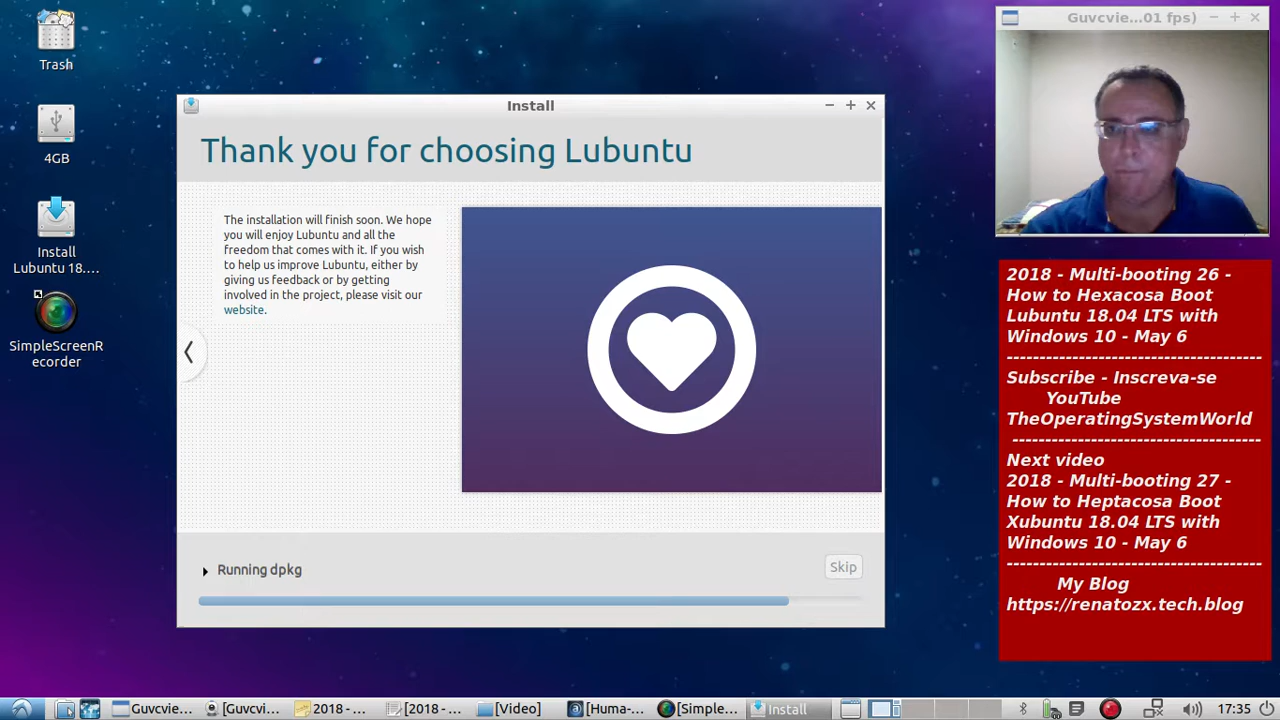 Trash
4GB
Install
Lubuntu 18....
SimpleScreenR
ecorder
Install
Thank you for choosing Lubuntu
The installation will finish soon. We hope
you will enjoy Lubuntu and all the
freedom that comes with it. If you wish
to help us improve Lubuntu, either by
giving us feedback or by getting
involved in the project, please visit our
website.
Running dpkg
Skip
Guvcvie...01 fps)
2018 - Multi-booting 26 -
How to Hexacosa Boot
Lubuntu 18.04 LTS with
Windows 10 - May 6
---------------------------------------
Subscribe - Inscreva-se
YouTube
TheOperatingSystemWorld
--------------------------------------
Next video
2018 - Multi-booting 27 -
How to Heptacosa Boot
Xubuntu 18.04 LTS with
Windows 10 - May 6
---------------------------------------
My Blog
https://renatozx.tech.blog
Guvcvie... [Guvcvi... 2018 - ... [2018 - ... [Video] [Huma-... [Simple... Install 17:35